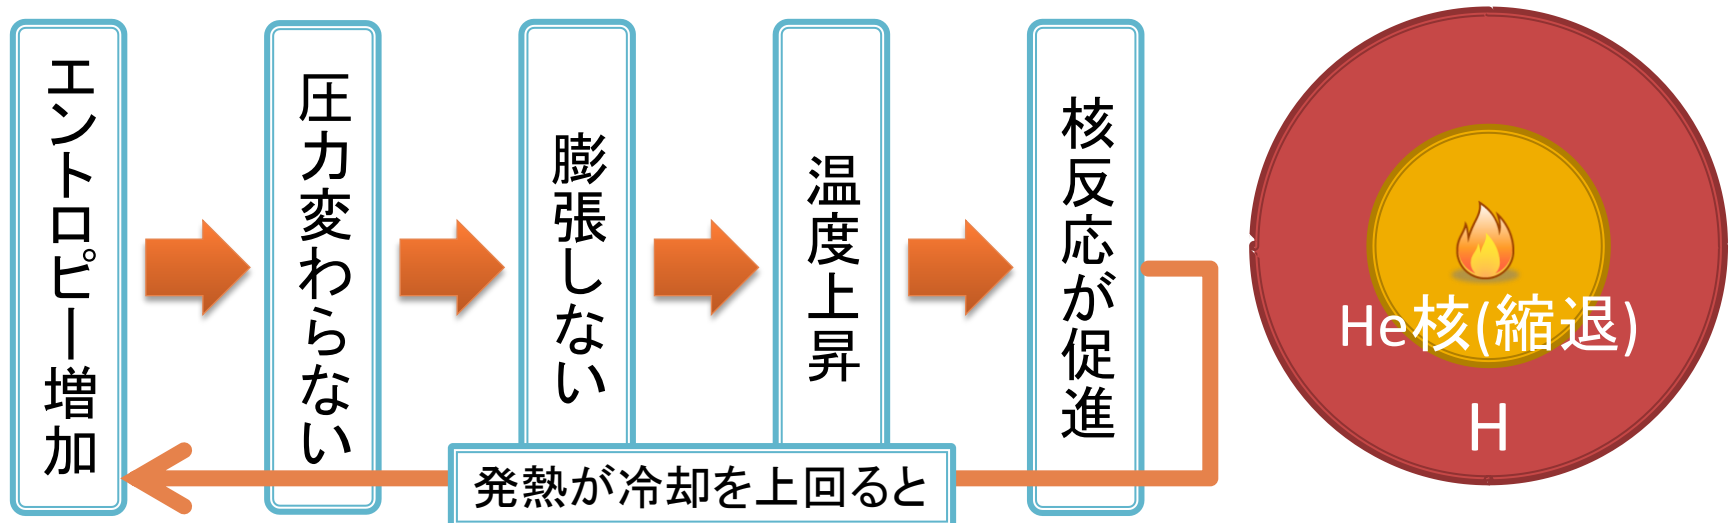 エントロピー増加
圧力変わらない
膨張しない
温度上昇
核反応が促進
発熱が冷却を上回ると
He核(縮退)
H